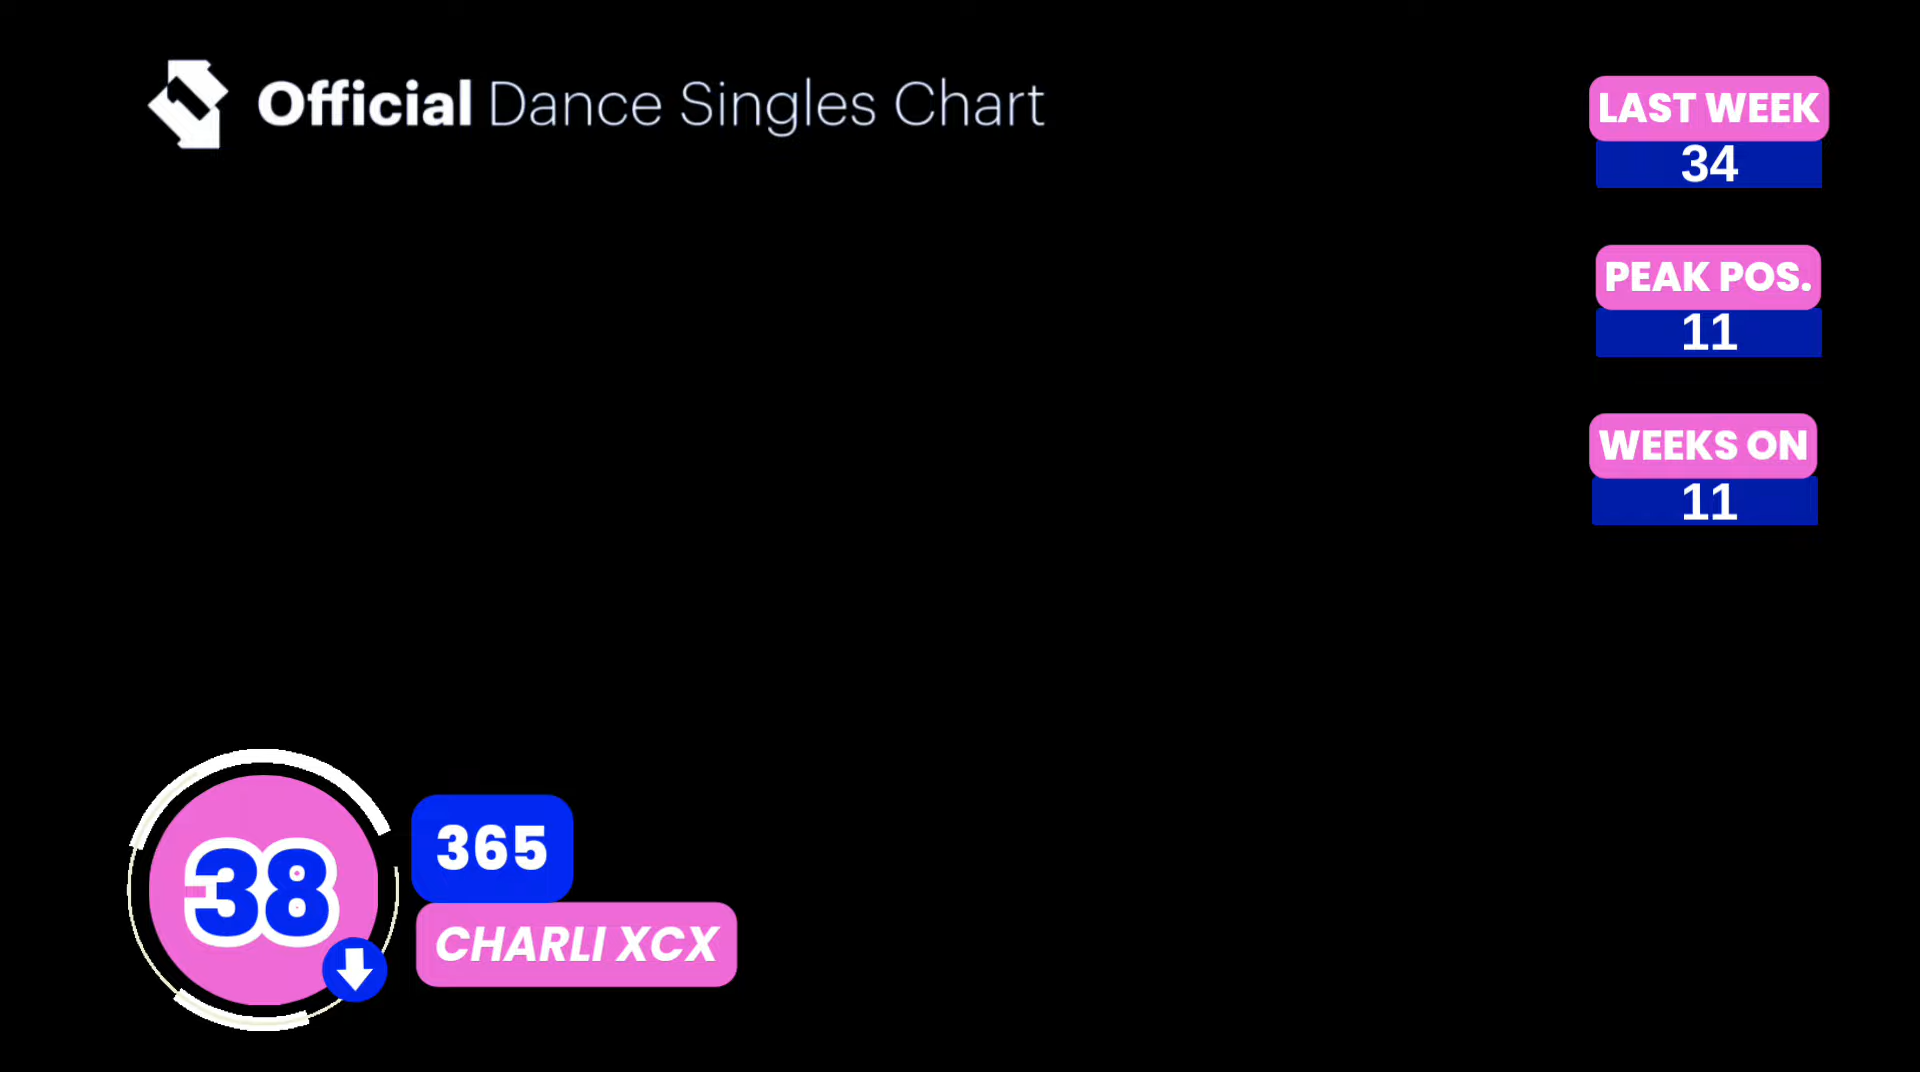 Official Dance Singles Chart
LAST WEEK
34
PEAK POS.
11
WEEKS ON
11
38
365
CHARLI XCX